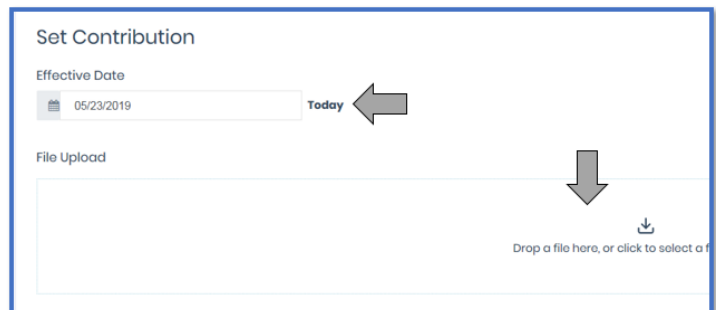 Set Contribution
Effective Date
05/23/2019 Today
File Upload
Drop a file here, or click to select a f